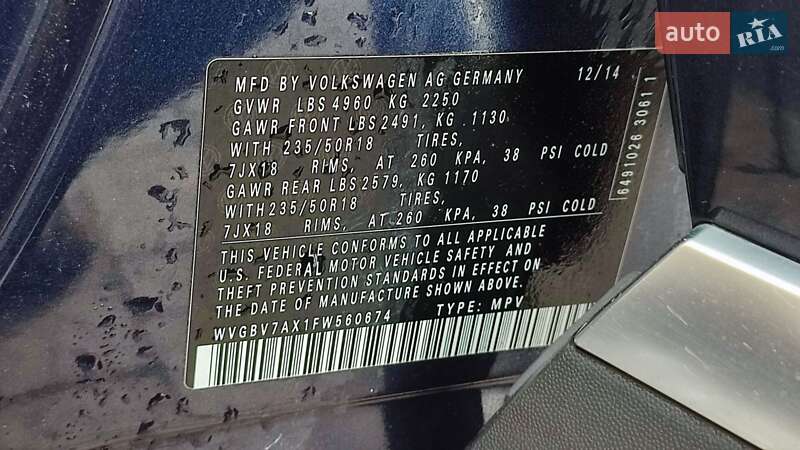 auto RIA .com
MFD BY VOLKSWAGEN AG GERMANY 12/14
GVWR LBS 4960 KG 2250
GAWR FRONT LBS 2491, KG .1130
WITH 235/50R18 TIRES,
7JX18 RIMS, AT 260 KPA, 38 PSI COLD
GAWR REAR LBS 2579, KG 1170
WITH 235/50R18 TIRES,
7JX18 RIMS, AT 260 KPA, 38 PSI COLD
THIS VEHICLE CONFORMS TO ALL APPLICABLE
U.S. FEDERAL MOTOR VEHICLE SAFETY AND
THEFT PREVENTION STANDARDS IN EFFECT ON
THE DATE OF MANUFACTURE SHOWN ABOVE.
WVGBV7AX1FW560674 TYPE: MPV
6491026 3061 1